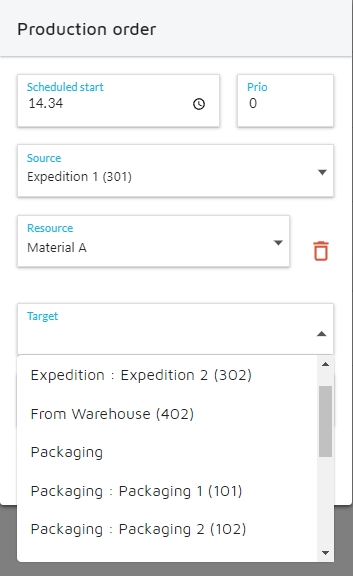 Production order
Scheduled start
14.34
Prio
0
Source
Expedition 1 (301)
Resource
Material A
Target
Expedition : Expedition 2 (302)
From Warehouse (402)
Packaging
Packaging : Packaging 1 (101)
Packaging : Packaging 2 (102)